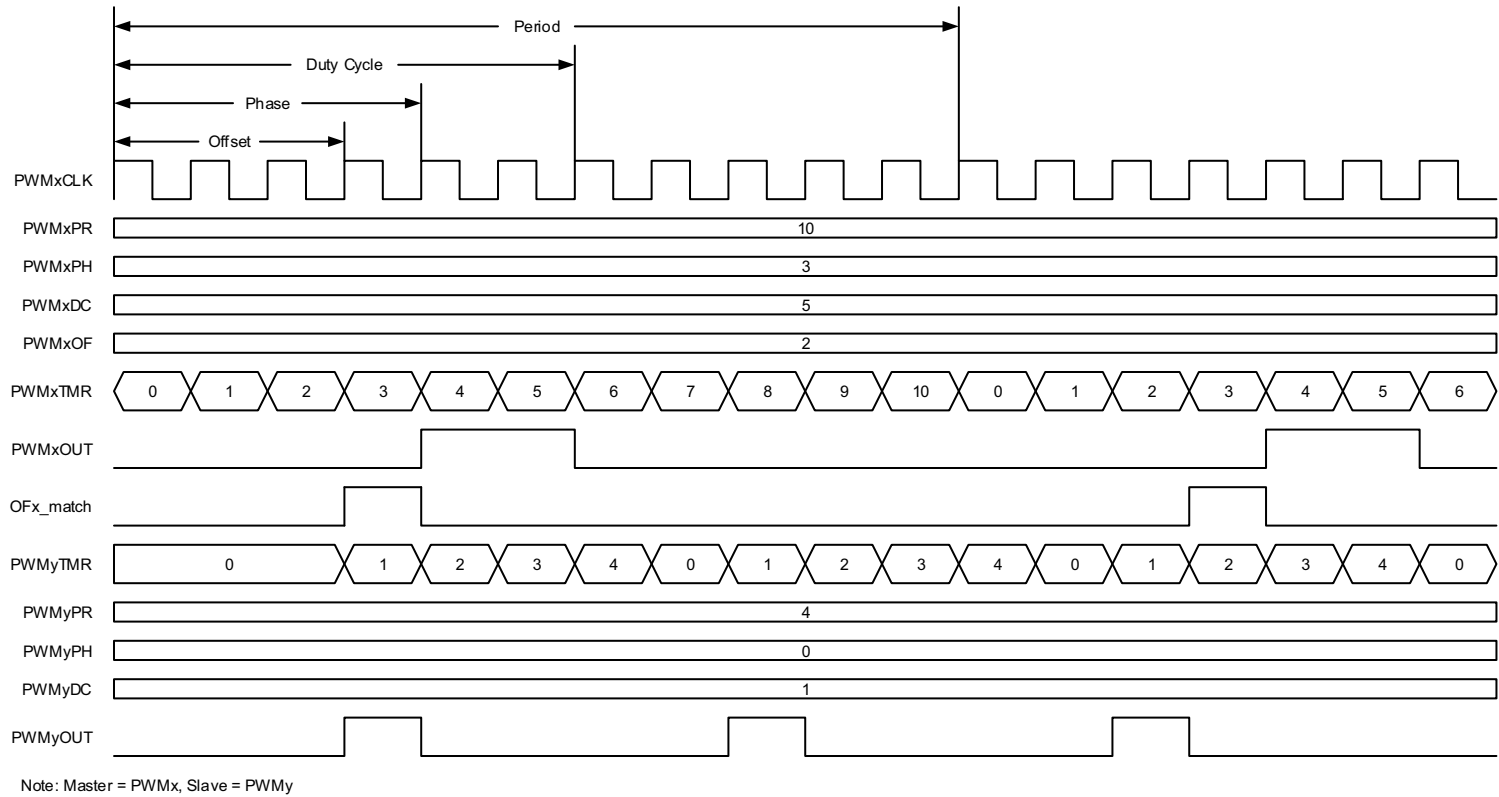 Period
Duty Cycle
Phase
Offset
PWMxCLK
PWMxPR 10
PWMxPH 3
PWMxDC 5
PWMxOF 2
PWMxTMR 0 1 2 3 4 5 6 7 8 9 10 0 1 2 3 4 5 6
PWMxOUT
OFx_match
PWMyTMR 0 1 2 3 4 0 1 2 3 4 0 1 2 3 4 0
PWMyPR 4
PWMyPH 0
PWMyDC 1
PWMyOUT
Note: Master = PWMx, Slave = PWMy